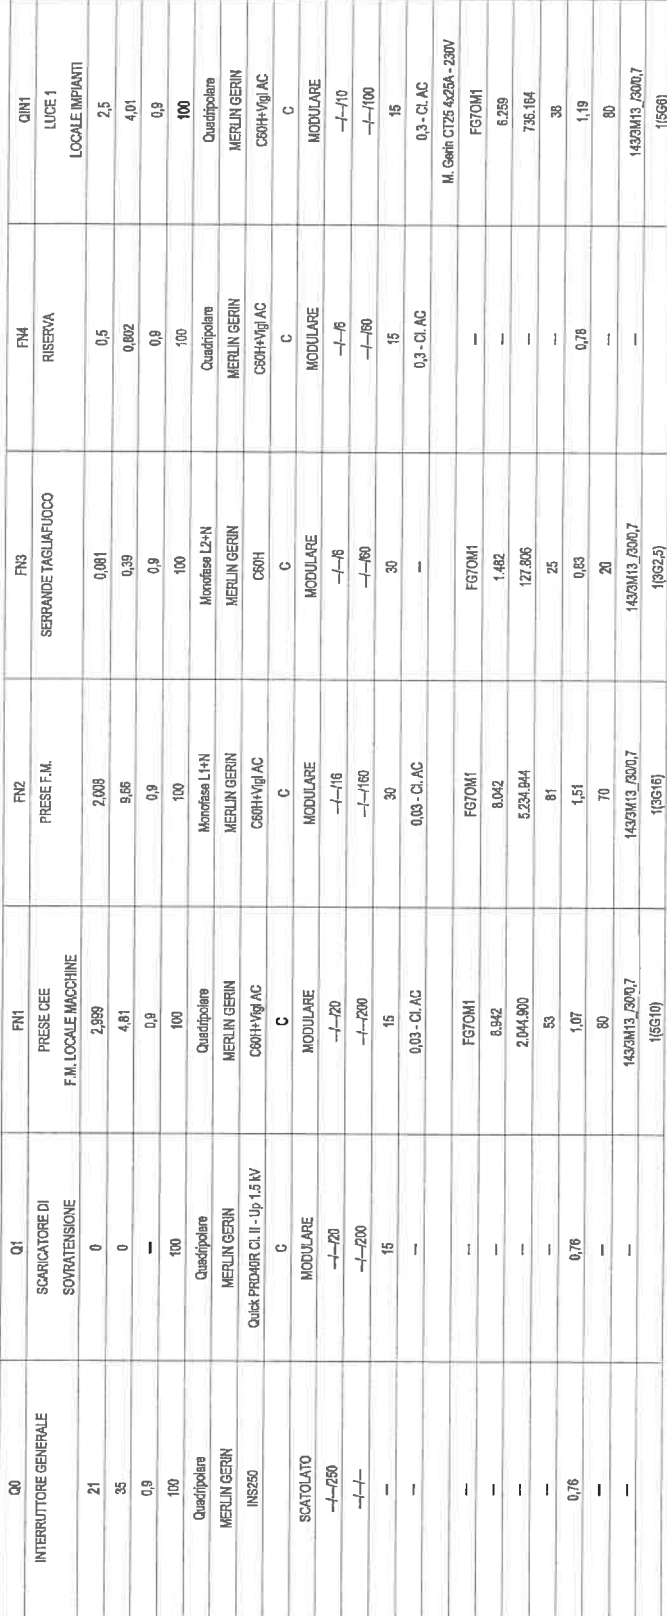 Q0 Q1 FN1 FN2 FN3 FN4 QIN1
INTERRUTTORE GENERALE SCARICATORE DI PRESE CEE PRESE F.M. SERRANDE TAGLIAFUOCO RISERVA LUCE 1
SOVRATENSIONE F.M. LOCALE MACCHINE LOCALE IMPIANTI
21 0 2,999 2,008 0,081 0,5 2,5
35 0 4,81 9,66 0,39 0,802 4,01
0,9 --- 0,9 0,9 0,9 0,9 0,9
100 100 100 100 100 100 100
Quadripolare Quadripolare Quadripolare Monofase L1+N Monofase L2+N Quadripolare Quadripolare
MERLIN GERIN MERLIN GERIN MERLIN GERIN MERLIN GERIN MERLIN GERIN MERLIN GERIN MERLIN GERIN
INS250 Quick PRD40R Cl. II - Up 1.5 kV C60H+Vigi AC C60H+Vigi AC C60H C60H+Vigi AC C60H+Vigi AC
C C C C C C
SCATOLATO MODULARE MODULARE MODULARE MODULARE MODULARE MODULARE
---/---/250 ---/---/20 ---/---/20 ---/---/16 ---/---/6 ---/---/6 ---/---/10
---/---/--- ---/---/200 ---/---/200 ---/---/160 ---/---/60 ---/---/60 ---/---/100
--- 15 15 30 30 15 15
--- --- 0,03 - Cl. AC 0,03 - Cl. AC --- 0,3 - Cl. AC 0,3 - Cl. AC
M. Gerin CT25 4x25A - 230V
--- --- FG7OM1 FG7OM1 FG7OM1 --- FG7OM1
--- --- 8.942 8.042 1.482 --- 6.259
--- --- 2.044.900 5.234.944 127.806 --- 736.164
--- --- 53 81 25 --- 38
0,76 0,76 1,07 1,51 0,83 0,76 1,19
--- --- 80 70 20 --- 80
--- --- 143/3M13_/30/0,7 143/3M13_/30/0,7 143/3M13_/30/0,7 --- 143/3M13_/30/0,7
1(5G10) 1(3G16) 1(3G2,5) 1(5G6)